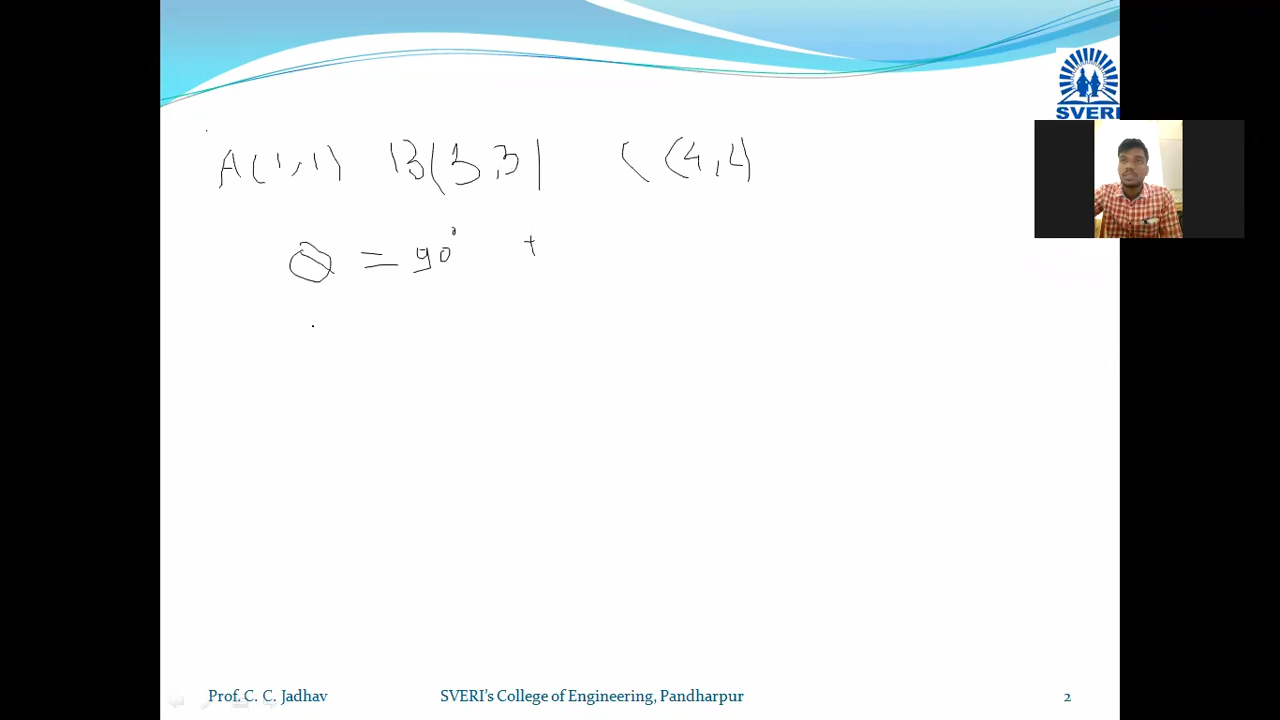 SVERI
A(1,1) B(3,3) C(4,4)
θ = 90° +
Prof. C. C. Jadhav SVERI's College of Engineering, Pandharpur 2